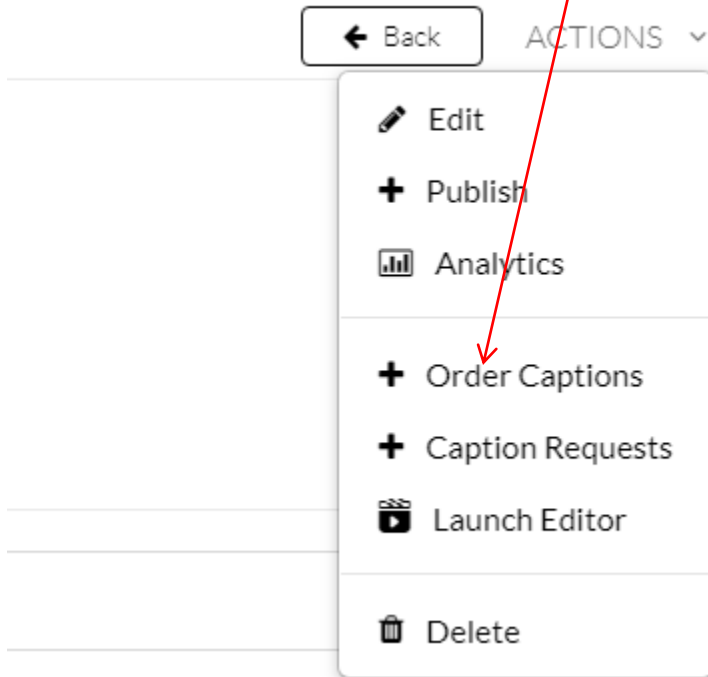 Back ACTIONS
Edit
Publish
Analytics
Order Captions
Caption Requests
Launch Editor
Delete